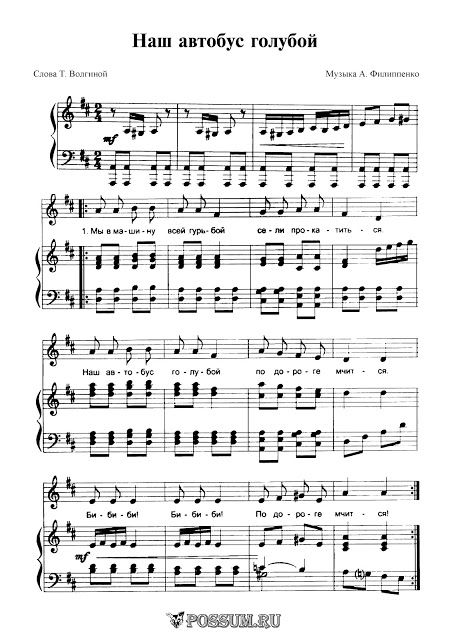 Наш автобус голубой
Слова Т. Волгиной
Музыка А. Филиппенко
mf
1. Мы в ма - ши - ну всей гурь - бой се - ли про - ка - тить - ся.
Наш ав - то - бус го - лу - бой по до - ро - ге мчит - ся.
Би - би - би! Би - би - би! По до - ро - ге мчит - ся!
mf
POSSUM.RU